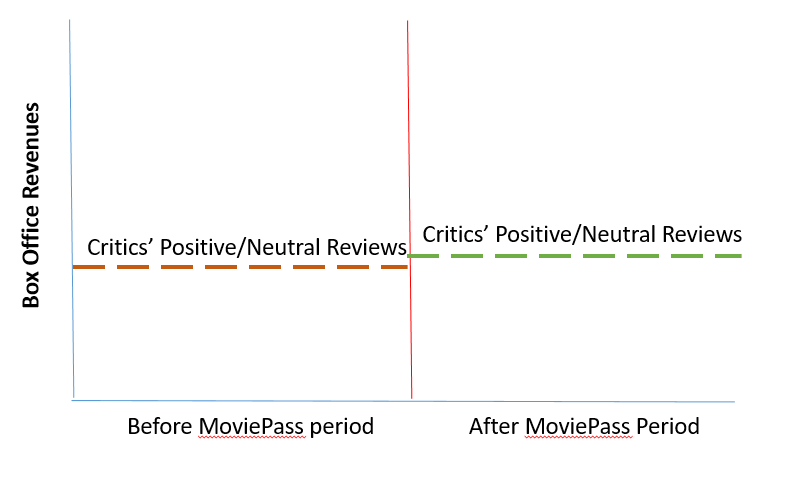 Box Office Revenues
Critics’ Positive/Neutral Reviews
Critics’ Positive/Neutral Reviews
Before MoviePass period
After MoviePass Period